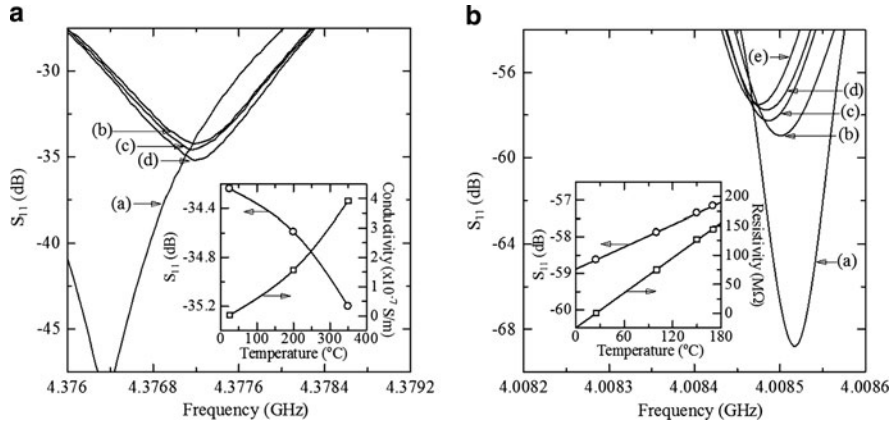 a
b
-30
-35
-40
-45
S11 (dB)
4.376
4.3768
4.3776
4.3784
4.3792
Frequency (GHz)
(b)
(c)
(d)
(a)
-34.4
-34.8
-35.2
S11 (dB)
0
100
200
300
400
Temperature (°C)
4
3
2
1
0
Conductivity (x10-7 S/m)
-56
-60
-64
-68
S11 (dB)
4.0082
4.0083
4.0084
4.0085
4.0086
Frequency (GHz)
(e)
(d)
(c)
(b)
(a)
-57
-58
-59
-60
S11 (dB)
0
60
120
180
Temperature (°C)
200
150
100
50
0
Resistivity (MΩ)